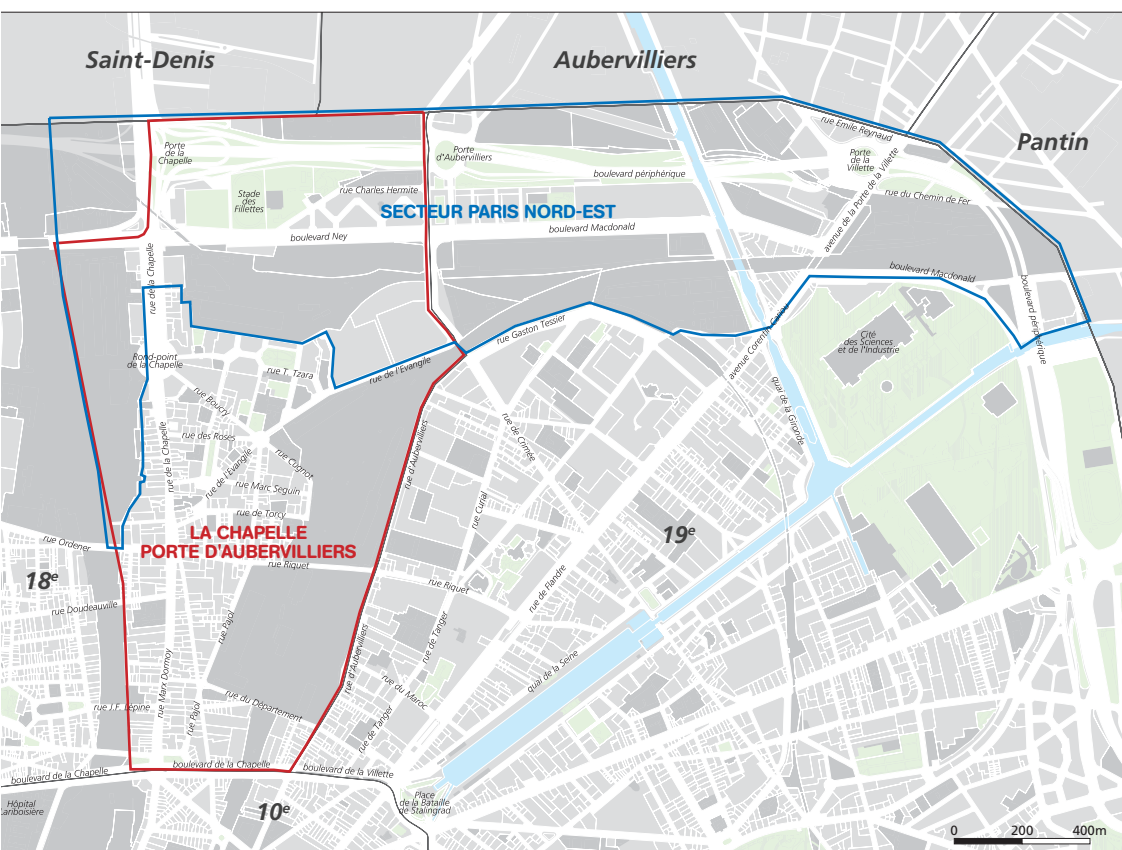 Saint-Denis
Aubervilliers
Pantin
rue Emile Reynaud
Porte
de la
Chapelle
Porte
d'Aubervilliers
Porte
de la
Villette
boulevard périphérique
avenue de la Porte de la Villette
rue du Chemin de Fer
Stade
des
Fillettes
rue Charles Hermite
SECTEUR PARIS NORD-EST
boulevard Ney
boulevard Macdonald
boulevard Macdonald
rue de la Chapelle
boulevard périphérique
rue Gaston Tessier
avenue Corentin Cariou
Cité
des Sciences
et de l'Industrie
Rond-point
de la Chapelle
rue T. Tzara
rue de l'Evangile
quai de la Gironde
rue Boucry
rue des Roses
rue de la Chapelle
rue de l'Evangile
rue Cugnot
rue d'Aubervilliers
rue de Crimée
rue Marc Seguin
rue Curial
rue de Torcy
LA CHAPELLE
PORTE D'AUBERVILLIERS
19e
rue Ordener
18e
rue Riquet
rue Riquet
rue de Flandre
rue Doudeauville
rue Pajol
rue de Tanger
rue d'Aubervilliers
quai de la Seine
rue Marx Dormoy
rue du Maroc
rue J.F. Lépine
rue Pajol
rue du Département
rue de Tanger
boulevard de la Chapelle
boulevard de la Chapelle
boulevard de la Villette
Hôpital
Lariboisière
10e
Place
de la Bataille
de Stalingrad
0 200 400m